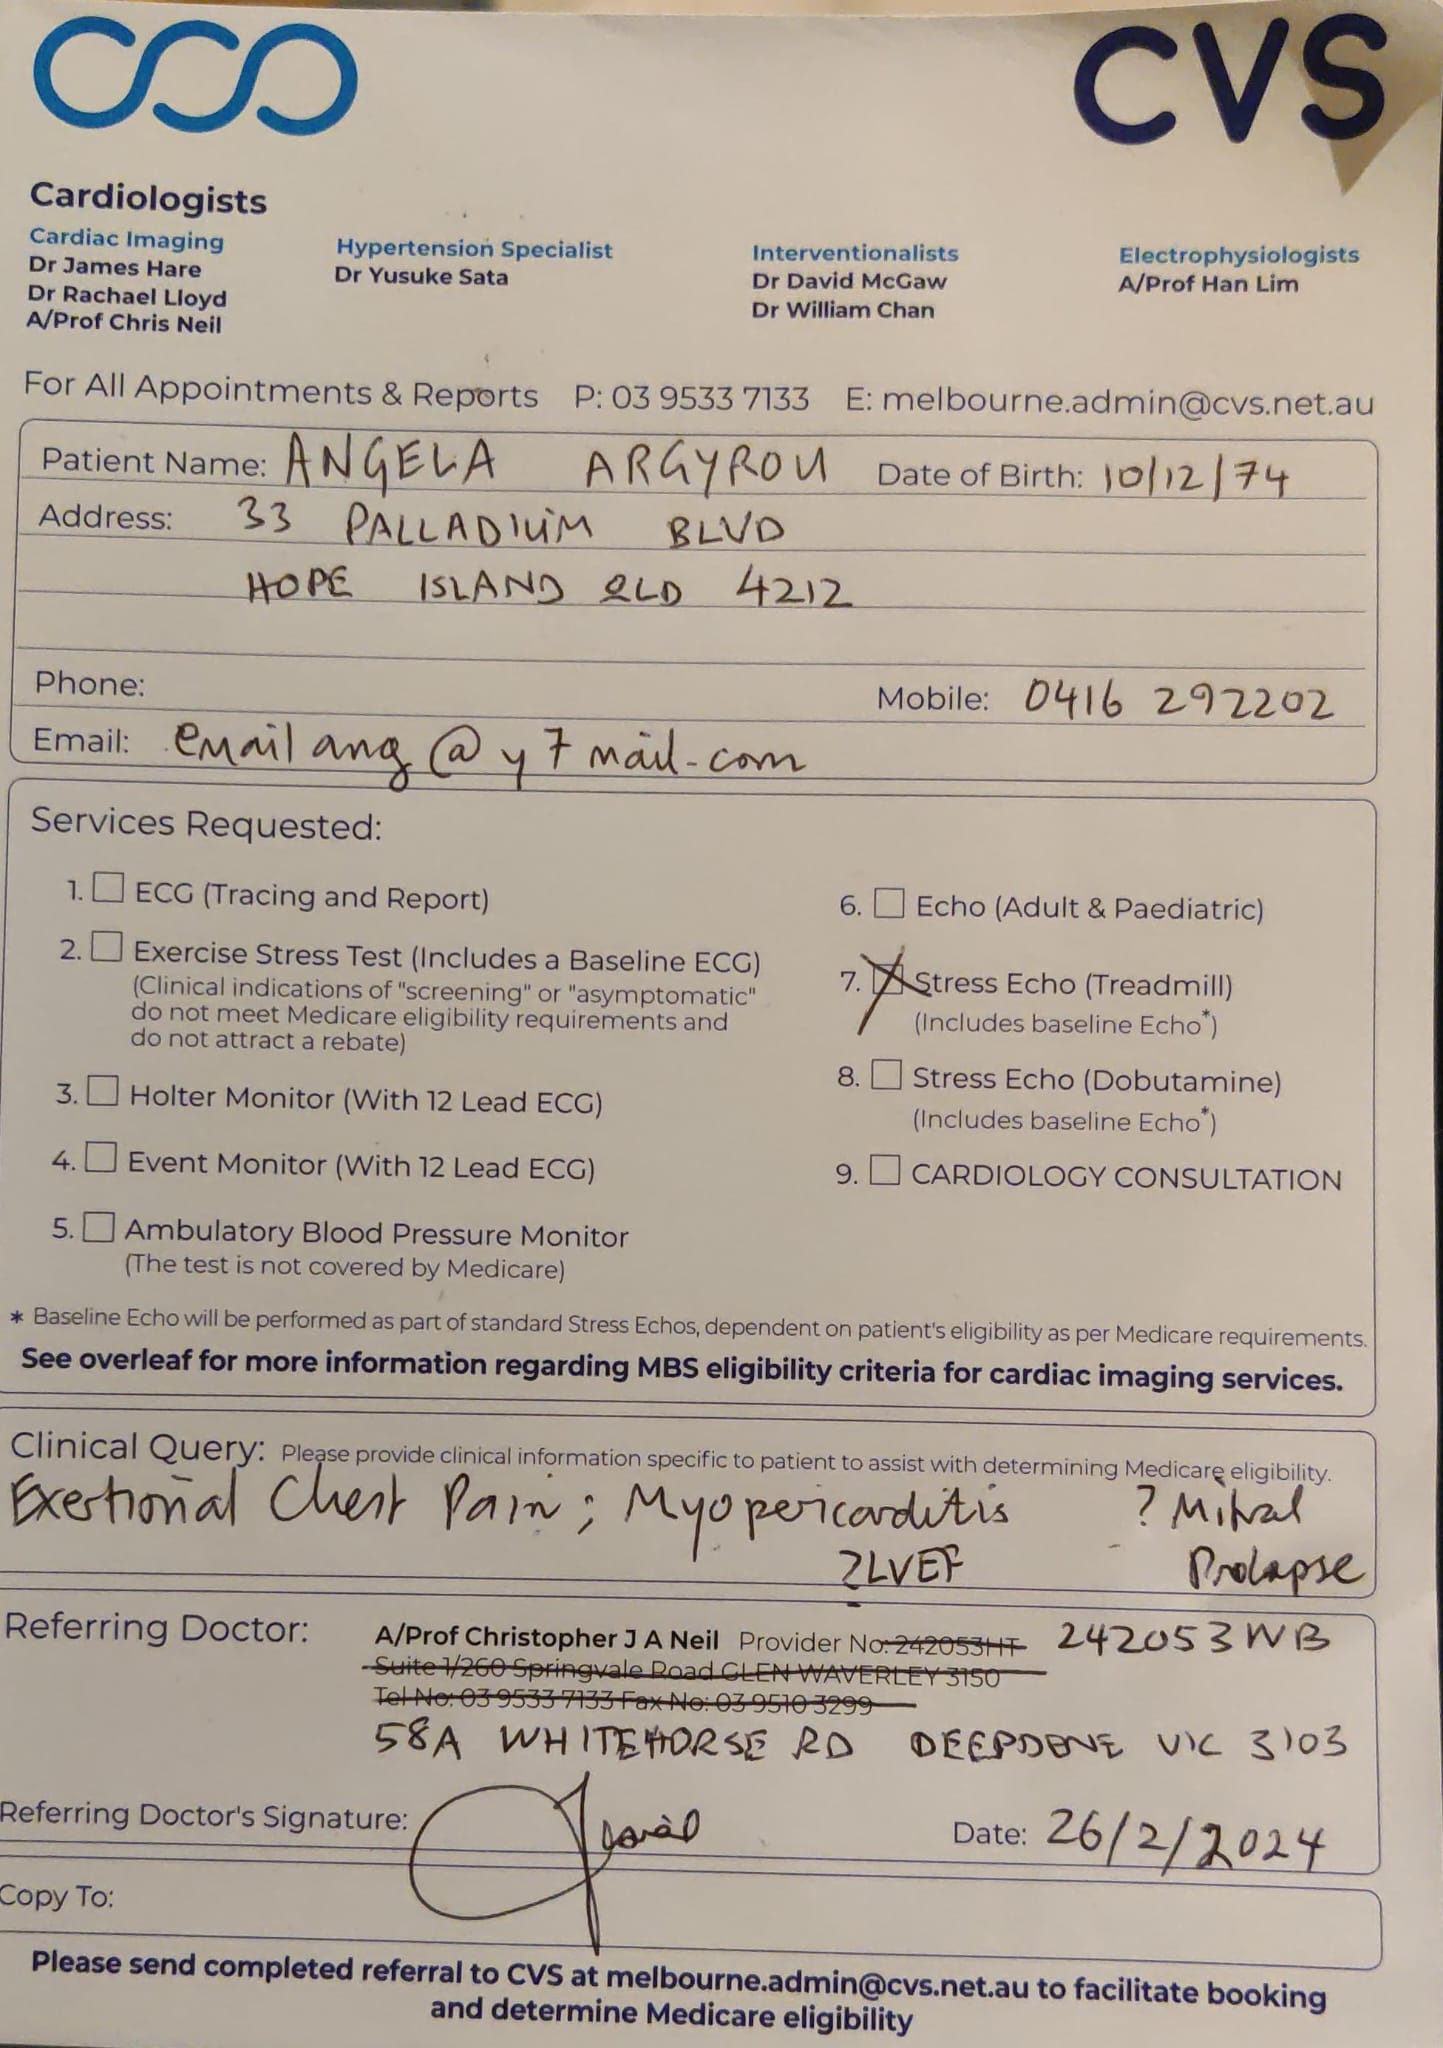 CVS
Cardiologists
Cardiac Imaging
Dr James Hare
Dr Rachael Lloyd
A/Prof Chris Neil
Hypertension Specialist
Dr Yusuke Sata
Interventionalists
Dr David McGaw
Dr William Chan
Electrophysiologists
A/Prof Han Lim
For All Appointments & Reports P: 03 9533 7133 E: melbourne.admin@cvs.net.au
Patient Name: ANGELA ARGYROU Date of Birth: 10/12/74
Address: 33 PALLADIUM BLVD
HOPE ISLAND QLD 4212
Phone: Mobile: 0416 292202
Email: emailang@y7mail.com
Services Requested:
1. ECG (Tracing and Report)
2. Exercise Stress Test (Includes a Baseline ECG)
(Clinical indications of "screening" or "asymptomatic"
do not meet Medicare eligibility requirements and
do not attract a rebate)
3. Holter Monitor (With 12 Lead ECG)
4. Event Monitor (With 12 Lead ECG)
5. Ambulatory Blood Pressure Monitor
(The test is not covered by Medicare)
6. Echo (Adult & Paediatric)
7. Stress Echo (Treadmill)
(Includes baseline Echo*)
8. Stress Echo (Dobutamine)
(Includes baseline Echo*)
9. CARDIOLOGY CONSULTATION
* Baseline Echo will be performed as part of standard Stress Echos, dependent on patient's eligibility as per Medicare requirements.
See overleaf for more information regarding MBS eligibility criteria for cardiac imaging services.
Clinical Query: Please provide clinical information specific to patient to assist with determining Medicare eligibility.
Exertional Chest Pain; Myopericarditis ? Mitral
?LVEF Prolapse
Referring Doctor: A/Prof Christopher J A Neil Provider No: 242053HT 242053WB
Suite 1/260 Springvale Road GLEN WAVERLEY 3150
Tel No: 03 9533 7133 Fax No: 03 9510 3299
58A WHITEHORSE RD DEEPDENE VIC 3103
Referring Doctor's Signature: Date: 26/2/2024
Copy To:
Please send completed referral to CVS at melbourne.admin@cvs.net.au to facilitate booking
and determine Medicare eligibility